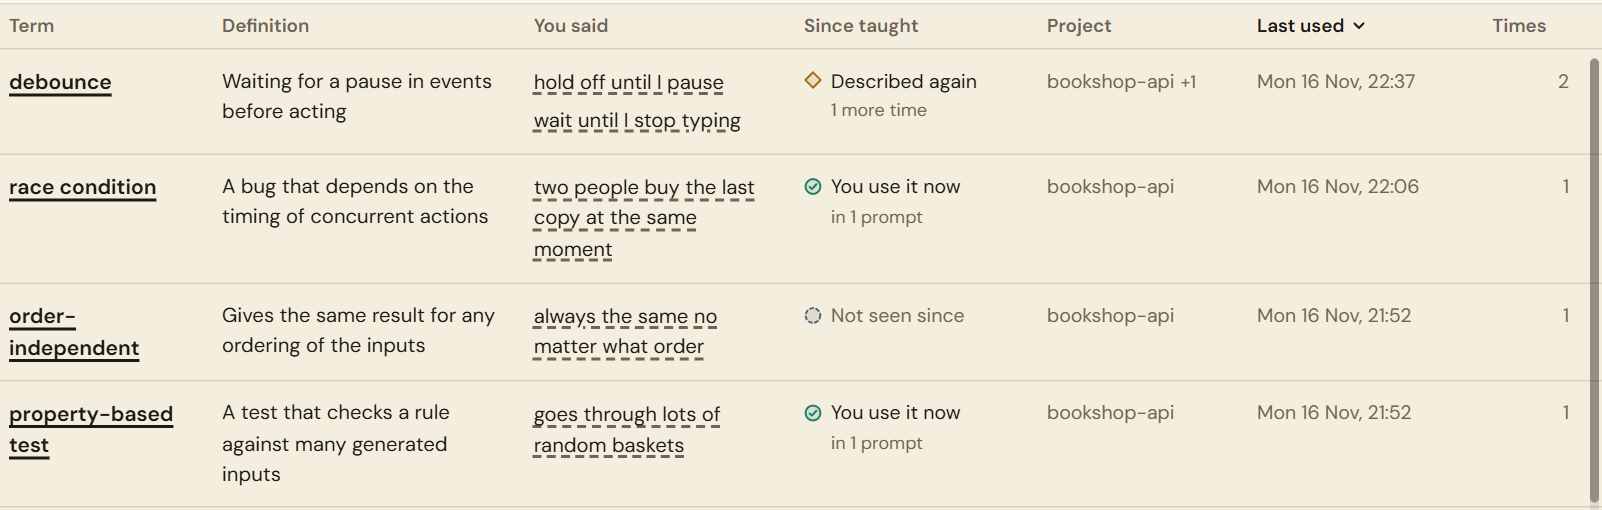 Term Definition You said Since taught Project Last used Times
debounce
Waiting for a pause in events
before acting
hold off until I pause
wait until I stop typing
Described again
1 more time
bookshop-api +1
Mon 16 Nov, 22:37
2
race condition
A bug that depends on the
timing of concurrent actions
two people buy the last
copy at the same
moment
You use it now
in 1 prompt
bookshop-api
Mon 16 Nov, 22:06
1
order-
independent
Gives the same result for any
ordering of the inputs
always the same no
matter what order
Not seen since
bookshop-api
Mon 16 Nov, 21:52
1
property-based
test
A test that checks a rule
against many generated
inputs
goes through lots of
random baskets
You use it now
in 1 prompt
bookshop-api
Mon 16 Nov, 21:52
1